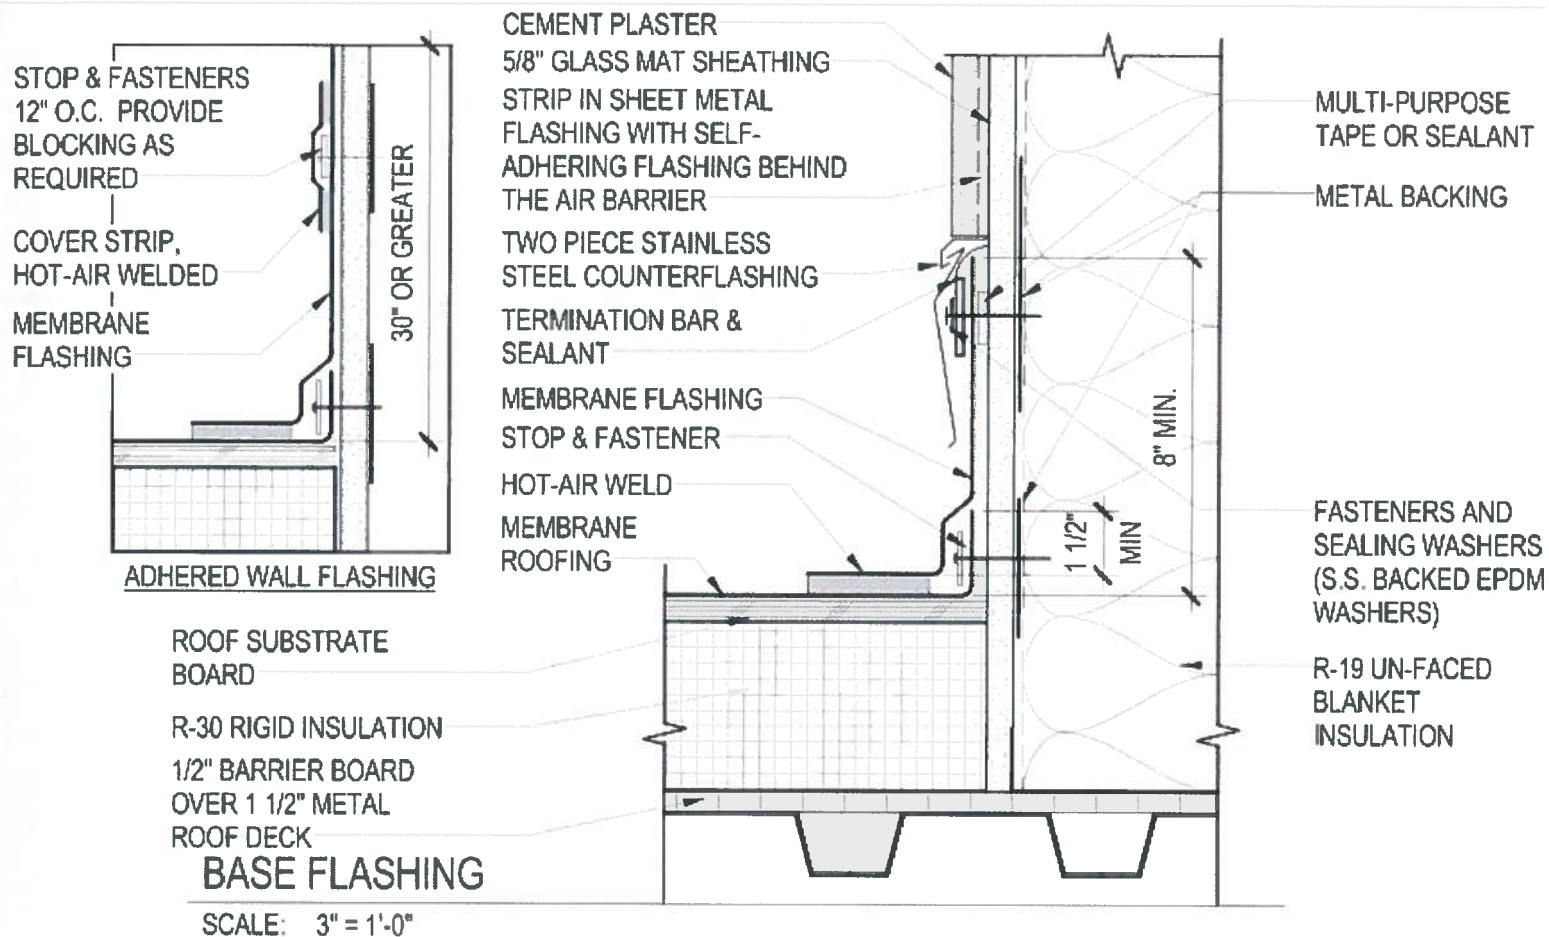 STOP & FASTENERS
12" O.C. PROVIDE
BLOCKING AS
REQUIRED
COVER STRIP,
HOT-AIR WELDED
MEMBRANE
FLASHING
30" OR GREATER
ADHERED WALL FLASHING
CEMENT PLASTER
5/8" GLASS MAT SHEATHING
STRIP IN SHEET METAL
FLASHING WITH SELF-
ADHERING FLASHING BEHIND
THE AIR BARRIER
TWO PIECE STAINLESS
STEEL COUNTERFLASHING
TERMINATION BAR &
SEALANT
MEMBRANE FLASHING
STOP & FASTENER
HOT-AIR WELD
MEMBRANE
ROOFING
ROOF SUBSTRATE
BOARD
R-30 RIGID INSULATION
1/2" BARRIER BOARD
OVER 1 1/2" METAL
ROOF DECK
8" MIN.
1 1/2"
MIN
MULTI-PURPOSE
TAPE OR SEALANT
METAL BACKING
FASTENERS AND
SEALING WASHERS
(S.S. BACKED EPDM
WASHERS)
R-19 UN-FACED
BLANKET
INSULATION
BASE FLASHING
SCALE: 3" = 1'-0"